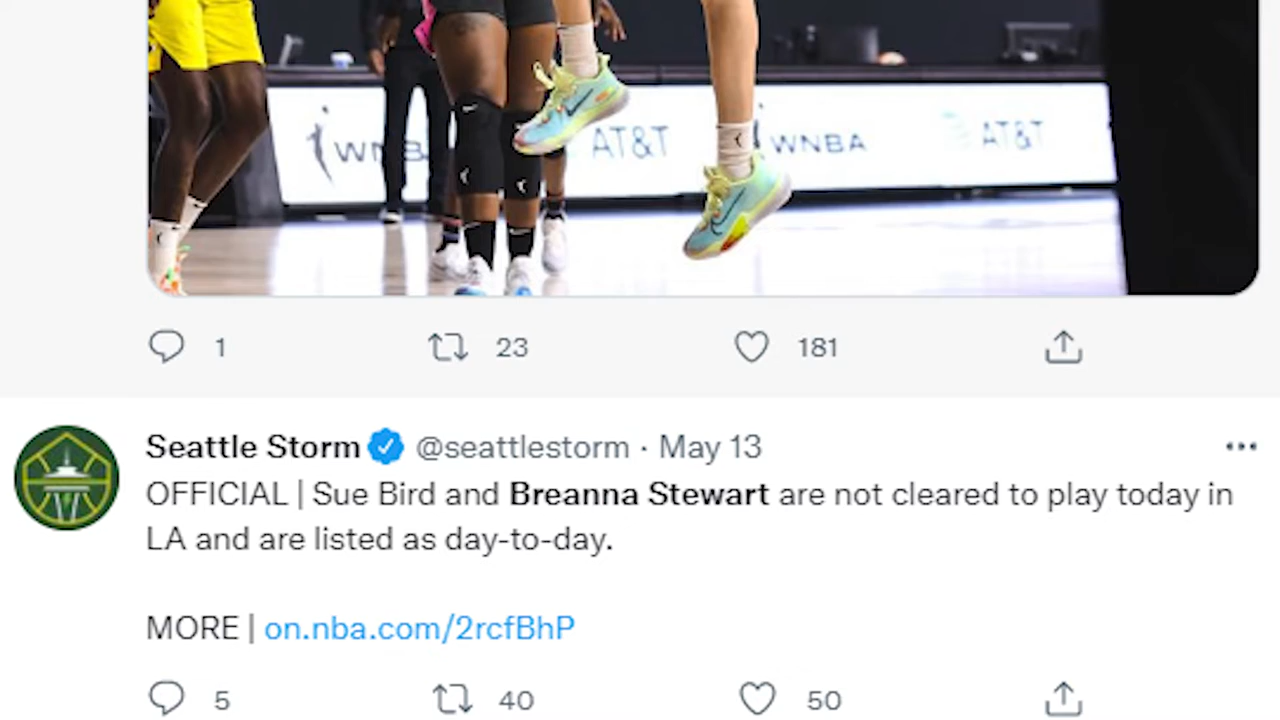 WNB
AT&T
WNBA
AT&T
1 23 181
Seattle Storm @seattlestorm · May 13 •••
OFFICIAL | Sue Bird and Breanna Stewart are not cleared to play today in
LA and are listed as day-to-day.
MORE | on.nba.com/2rcfBhP
5 40 50